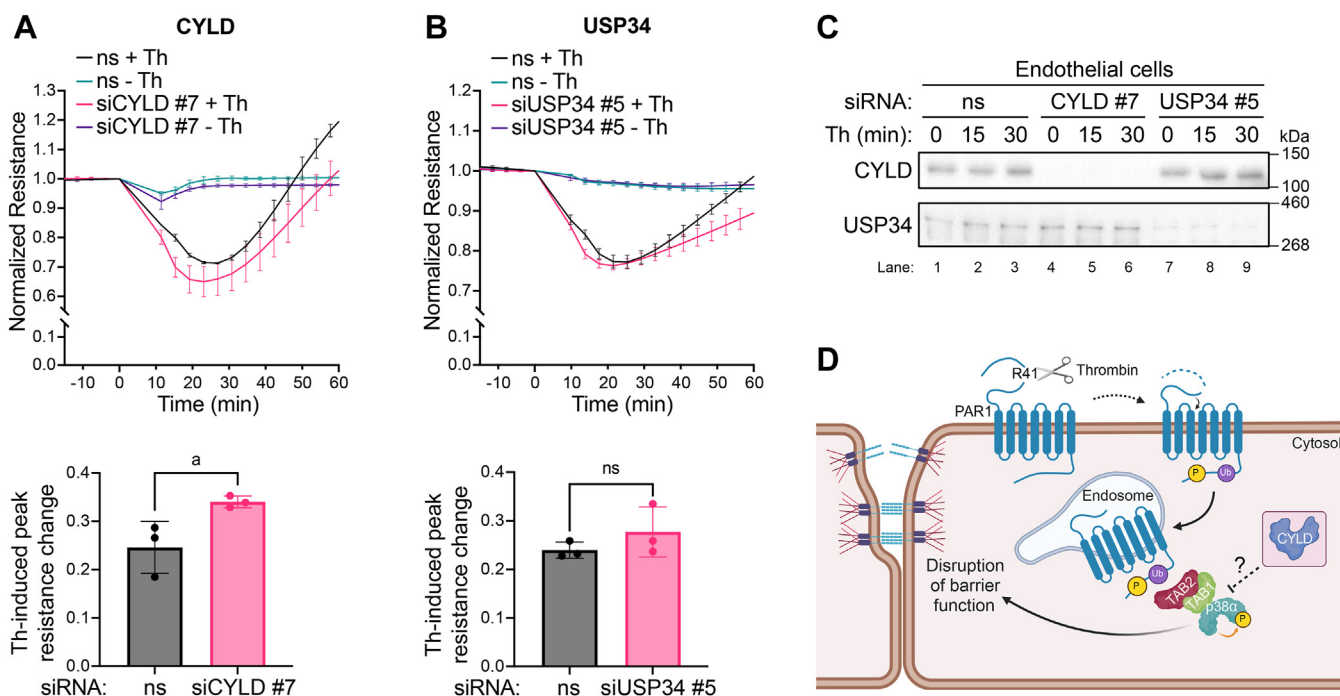 A
CYLD
ns + Th
ns - Th
siCYLD #7 + Th
siCYLD #7 - Th
Normalized Resistance
1.3
1.2
1.1
1.0
0.9
0.8
0.7
0.6
0.1
0.0
-10 0 10 20 30 40 50 60
Time (min)
Th-induced peak
resistance change
0.4
0.3
0.2
0.1
0.0
a
siRNA: ns siCYLD #7
B
USP34
ns + Th
ns - Th
siUSP34 #5 + Th
siUSP34 #5 - Th
Normalized Resistance
1.2
1.1
1.0
0.9
0.8
0.7
0.1
0.0
-10 0 10 20 30 40 50 60
Time (min)
Th-induced peak
resistance change
0.4
0.3
0.2
0.1
0.0
ns
siRNA: ns siUSP34 #5
C
Endothelial cells
siRNA: ns CYLD #7 USP34 #5
Th (min): 0 15 30 0 15 30 0 15 30 kDa
CYLD
150
100
USP34
460
268
Lane: 1 2 3 4 5 6 7 8 9
D
R41
Thrombin
PAR1
Cytosol
P
Ub
Endosome
CYLD
P
Ub
TAB2
TAB1
?
p38α
P
Disruption
of barrier
function